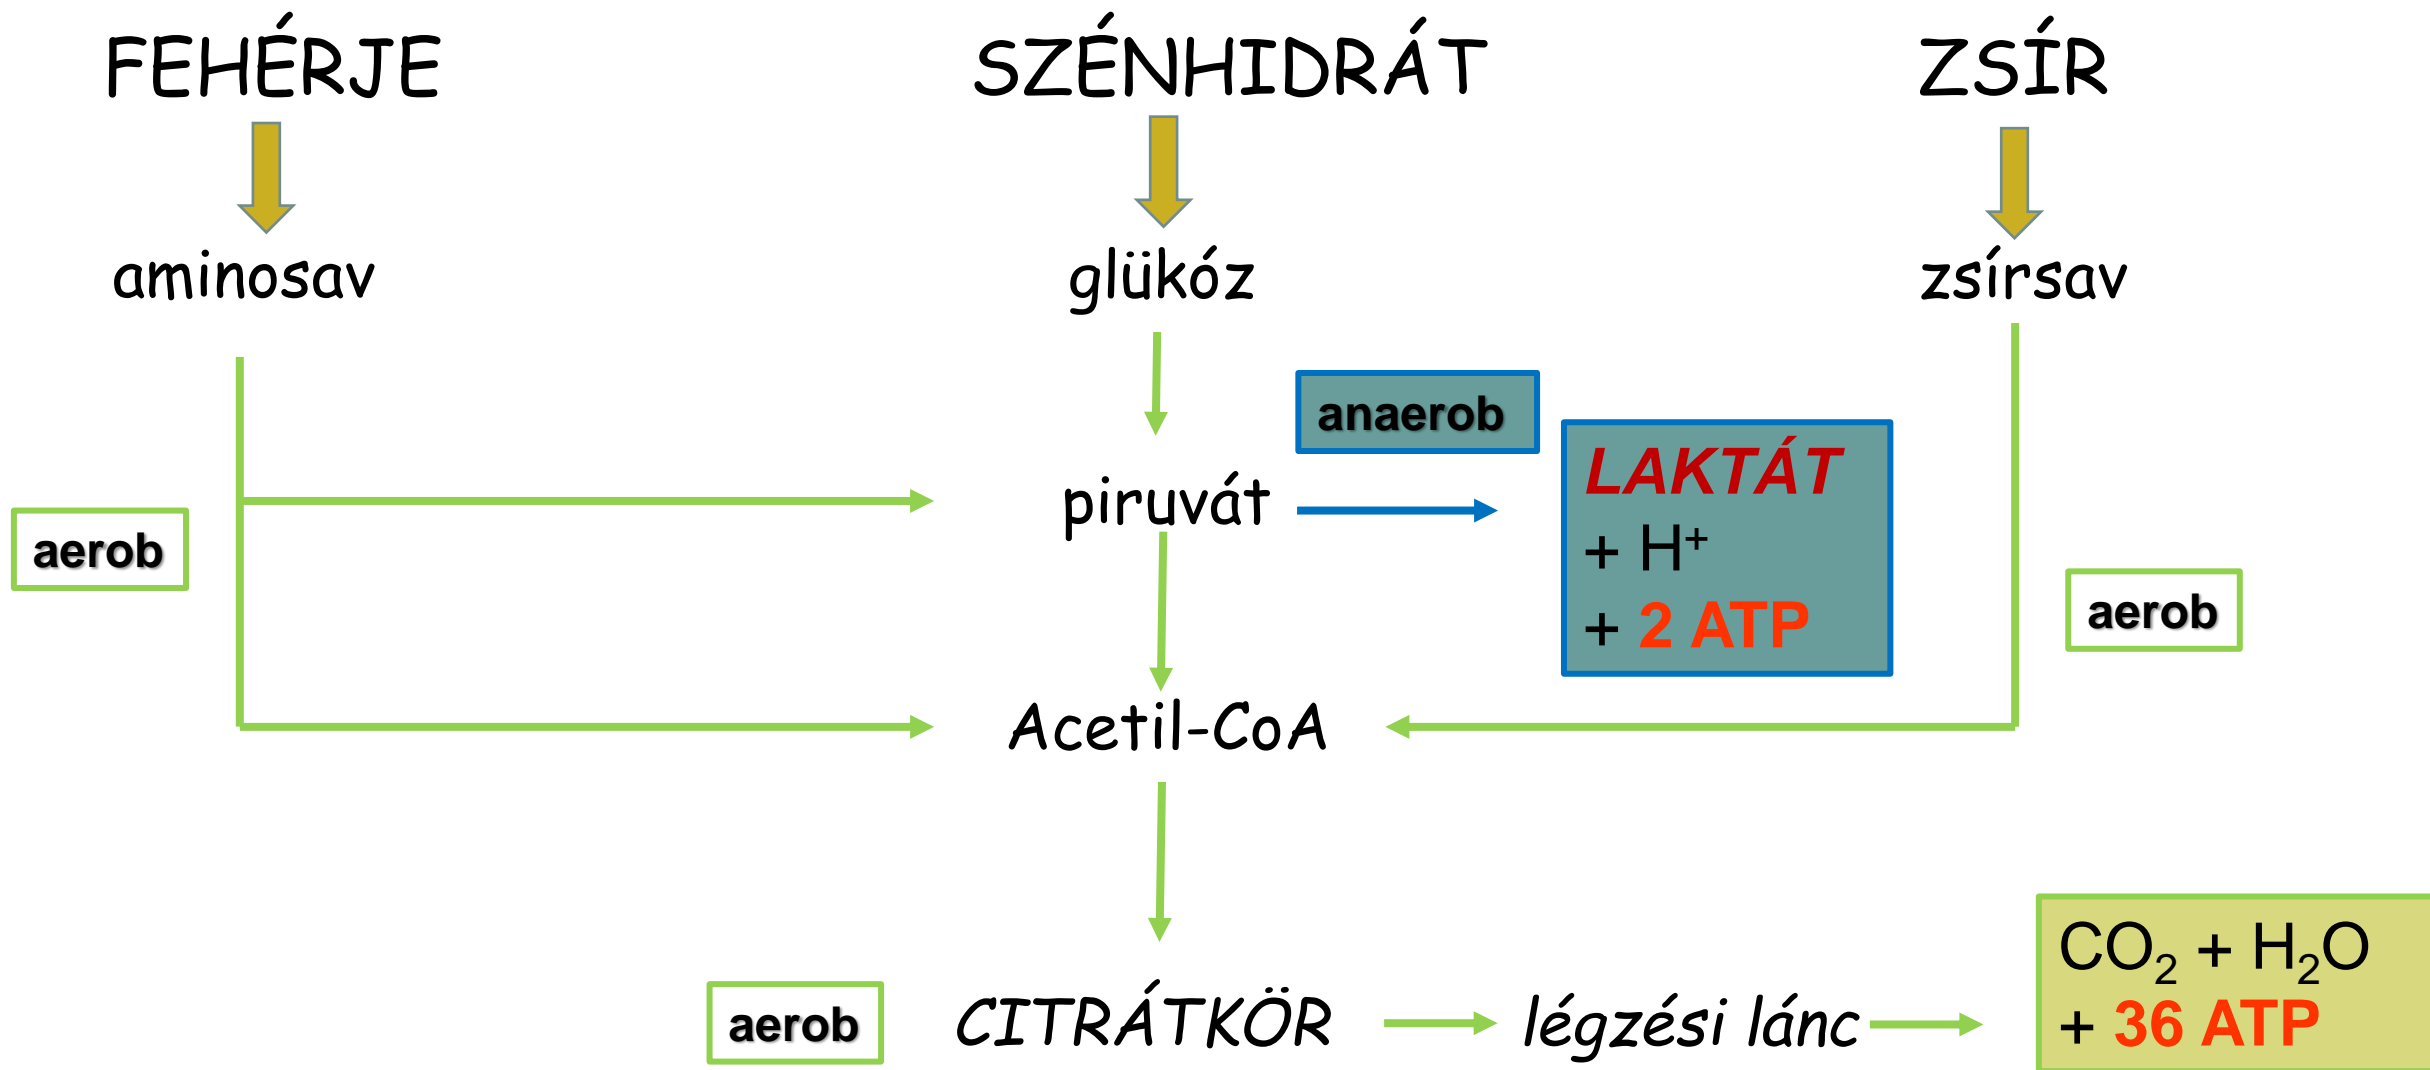 FEHÉRJE
SZÉNHIDRÁT
ZSÍR
aminosav
glükóz
zsírsav
anaerob
LAKTÁT
+ H⁺
+ 2 ATP
piruvát
aerob
aerob
Acetil-CoA
aerob
CITRÁTKÖR
légzési lánc
CO₂ + H₂O
+ 36 ATP